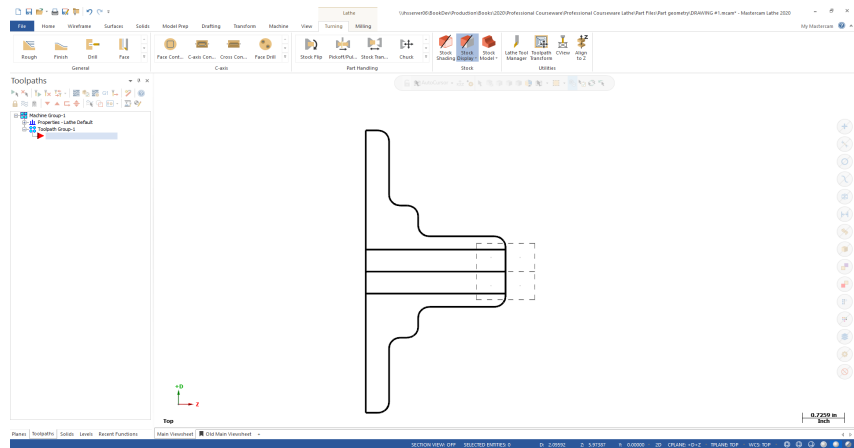 Lathe
\\hssserver06\BookDev\Production\Books\2020\Professional Courseware\Professional Courseware Lathe\Part Files\Part geometry\DRAWING #1.mcam* - Mastercam Lathe 2020
File Home Wireframe Surfaces Solids Model Prep Drafting Transform Machine View Turning Milling My Mastercam
Rough Finish Drill Face Face Cont... C-axis Con... Cross Con... Face Drill Stock Flip Pickoff/Pul... Stock Tran... Chuck Stock Shading Stock Display Stock Model Lathe Tool Manager Toolpath Transform CView Align to Z
General C-axis Part Handling Stock Utilities
Toolpaths
Machine Group-1
Properties - Lathe Default
Toolpath Group-1
+D
Z
Top
0.7259 in
Inch
Planes Toolpaths Solids Levels Recent Functions Main Viewsheet Old Main Viewsheet +
SECTION VIEW: OFF SELECTED ENTITIES: 0 D: 2.09592 Z: 5.97387 Y: 0.00000 2D CPLANE: +D+Z TPLANE: TOP WCS: TOP